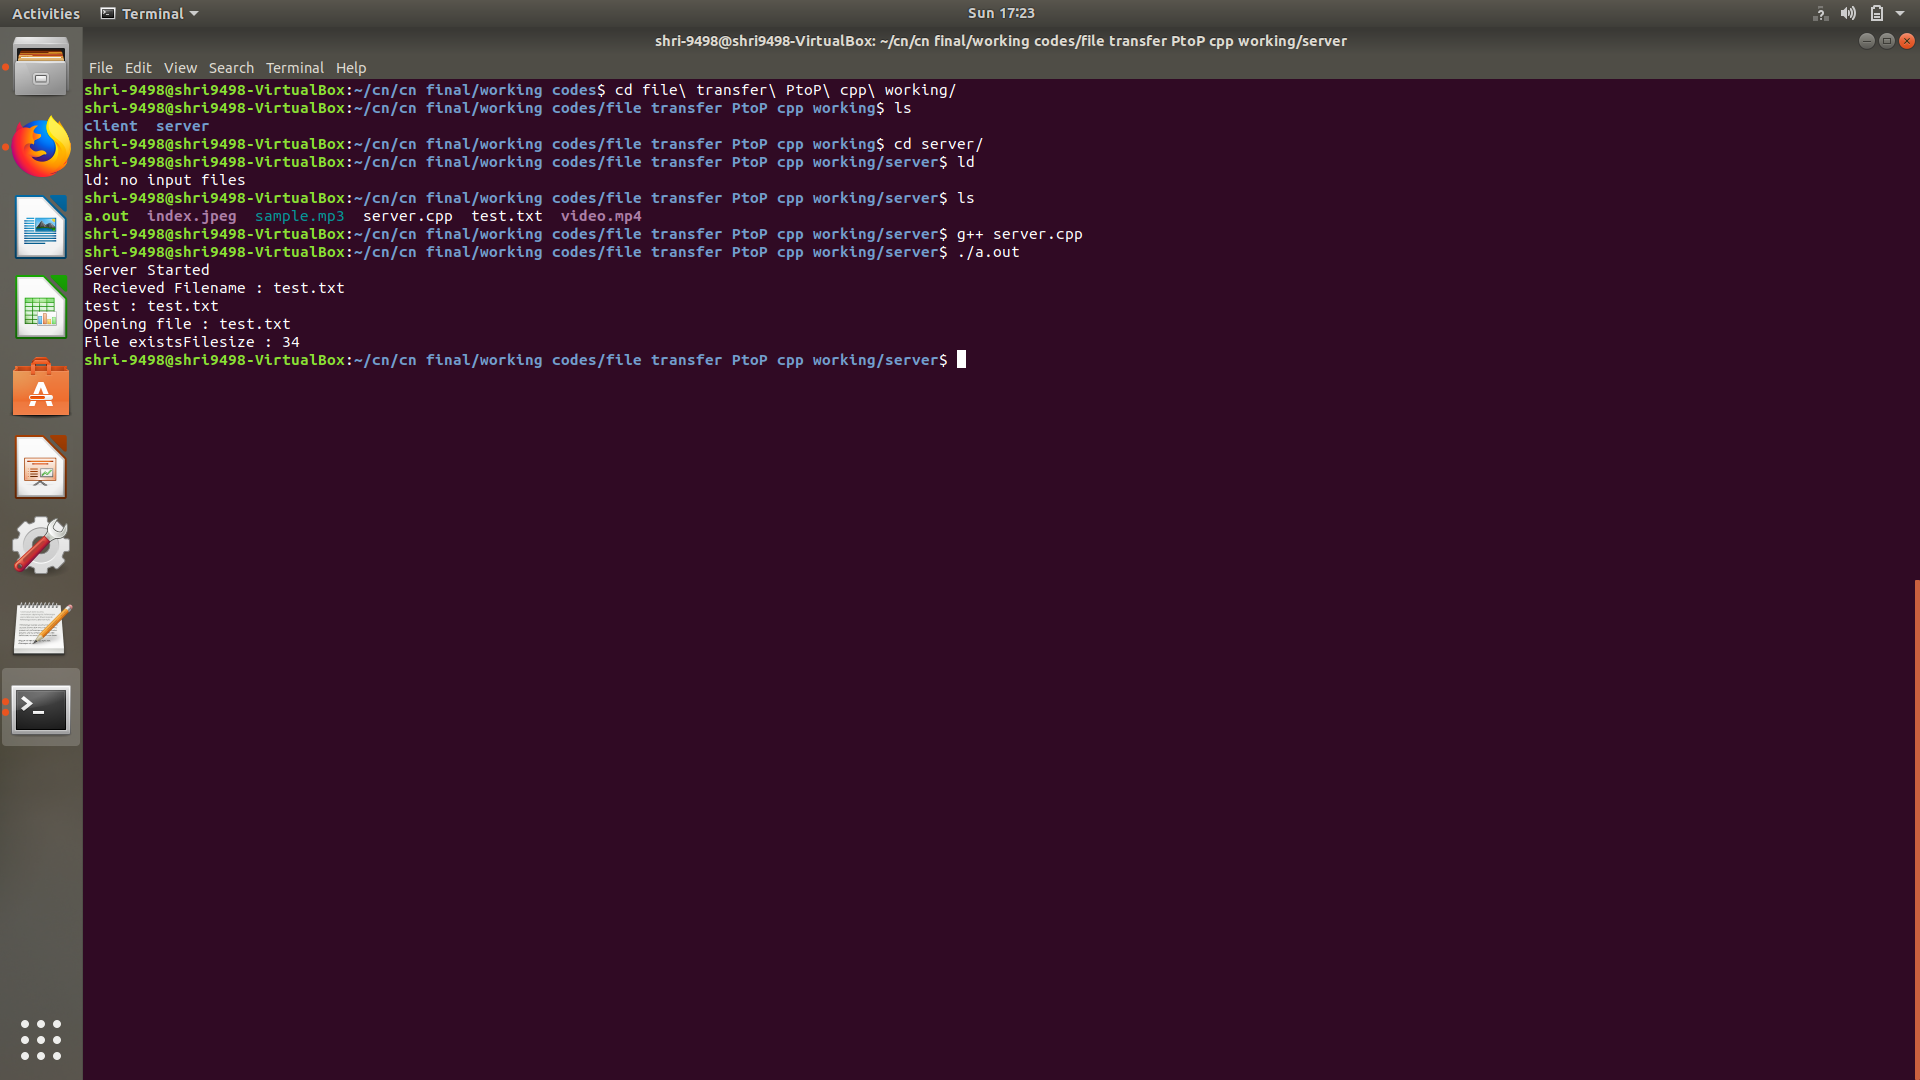 Activities Terminal Sun 17:23
shri-9498@shri9498-VirtualBox: ~/cn/cn final/working codes/file transfer PtoP cpp working/server
File Edit View Search Terminal Help
shri-9498@shri9498-VirtualBox:~/cn/cn final/working codes$ cd file\ transfer\ PtoP\ cpp\ working/
shri-9498@shri9498-VirtualBox:~/cn/cn final/working codes/file transfer PtoP cpp working$ ls
client  server
shri-9498@shri9498-VirtualBox:~/cn/cn final/working codes/file transfer PtoP cpp working$ cd server/
shri-9498@shri9498-VirtualBox:~/cn/cn final/working codes/file transfer PtoP cpp working/server$ ld
ld: no input files
shri-9498@shri9498-VirtualBox:~/cn/cn final/working codes/file transfer PtoP cpp working/server$ ls
a.out  index.jpeg  sample.mp3  server.cpp  test.txt  video.mp4
shri-9498@shri9498-VirtualBox:~/cn/cn final/working codes/file transfer PtoP cpp working/server$ g++ server.cpp
shri-9498@shri9498-VirtualBox:~/cn/cn final/working codes/file transfer PtoP cpp working/server$ ./a.out
Server Started
 Recieved Filename : test.txt
test : test.txt
Opening file : test.txt
File existsFilesize : 34
shri-9498@shri9498-VirtualBox:~/cn/cn final/working codes/file transfer PtoP cpp working/server$